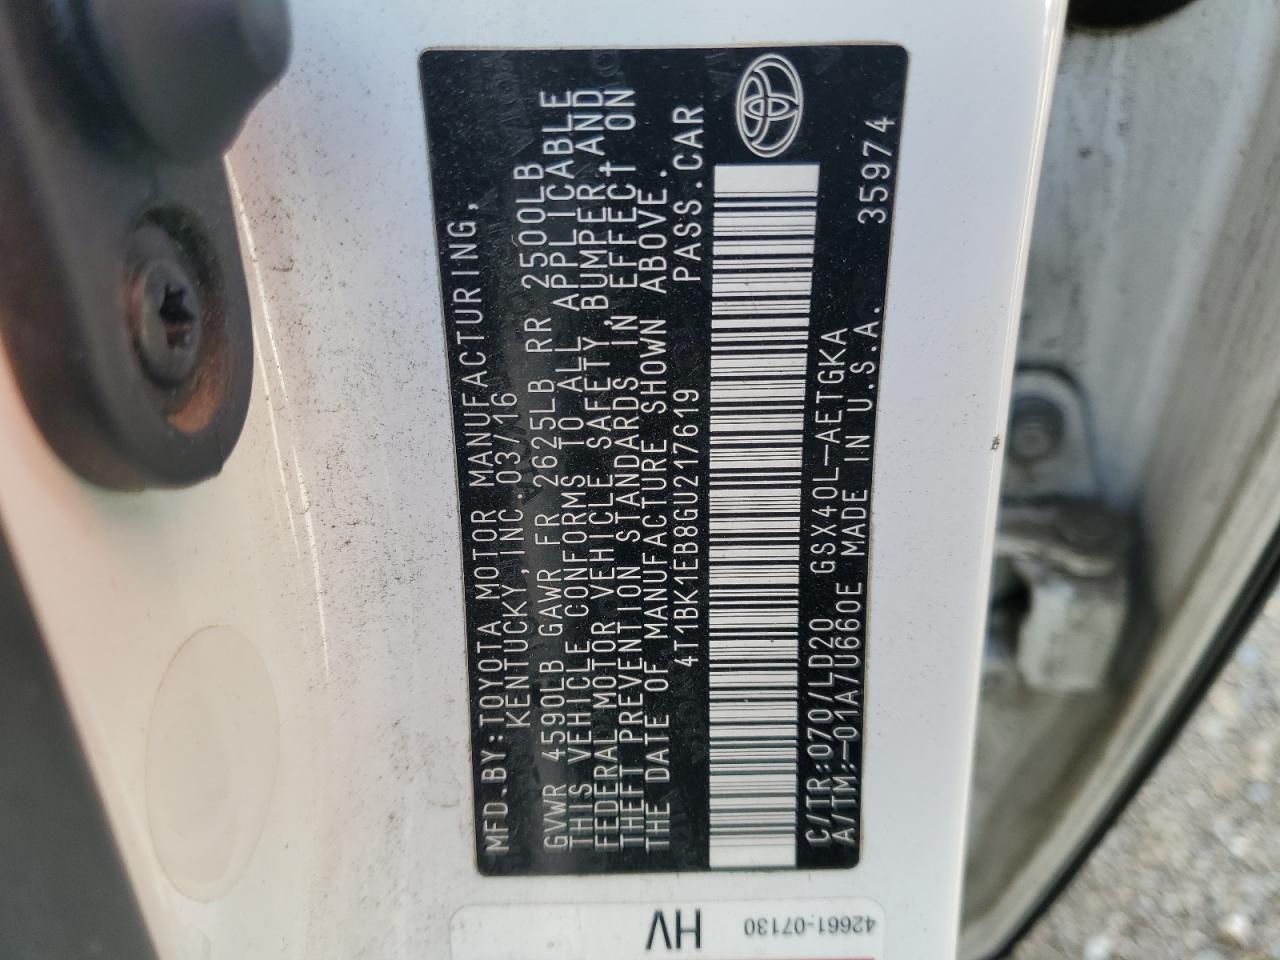 MFD.BY:TOYOTA MOTOR MANUFACTURING,
KENTUCKY,INC.03/16
GVWR 4590LB GAWR FR 2625LB RR 2500LB
THIS VEHICLE CONFORMS TO ALL APPLICABLE
FEDERAL MOTOR VEHICLE SAFETY,BUMPER,AND
THEFT PREVENTION STANDARDS IN EFFECT ON
THE DATE OF MANUFACTURE SHOWN ABOVE.
4T1BK1EB8GU217619 PASS.CAR
C/TR:070/LD20 GSX40L-AETGKA
A/TM:-01A/U660E MADE IN U.S.A. 35974
HV
42661-07130